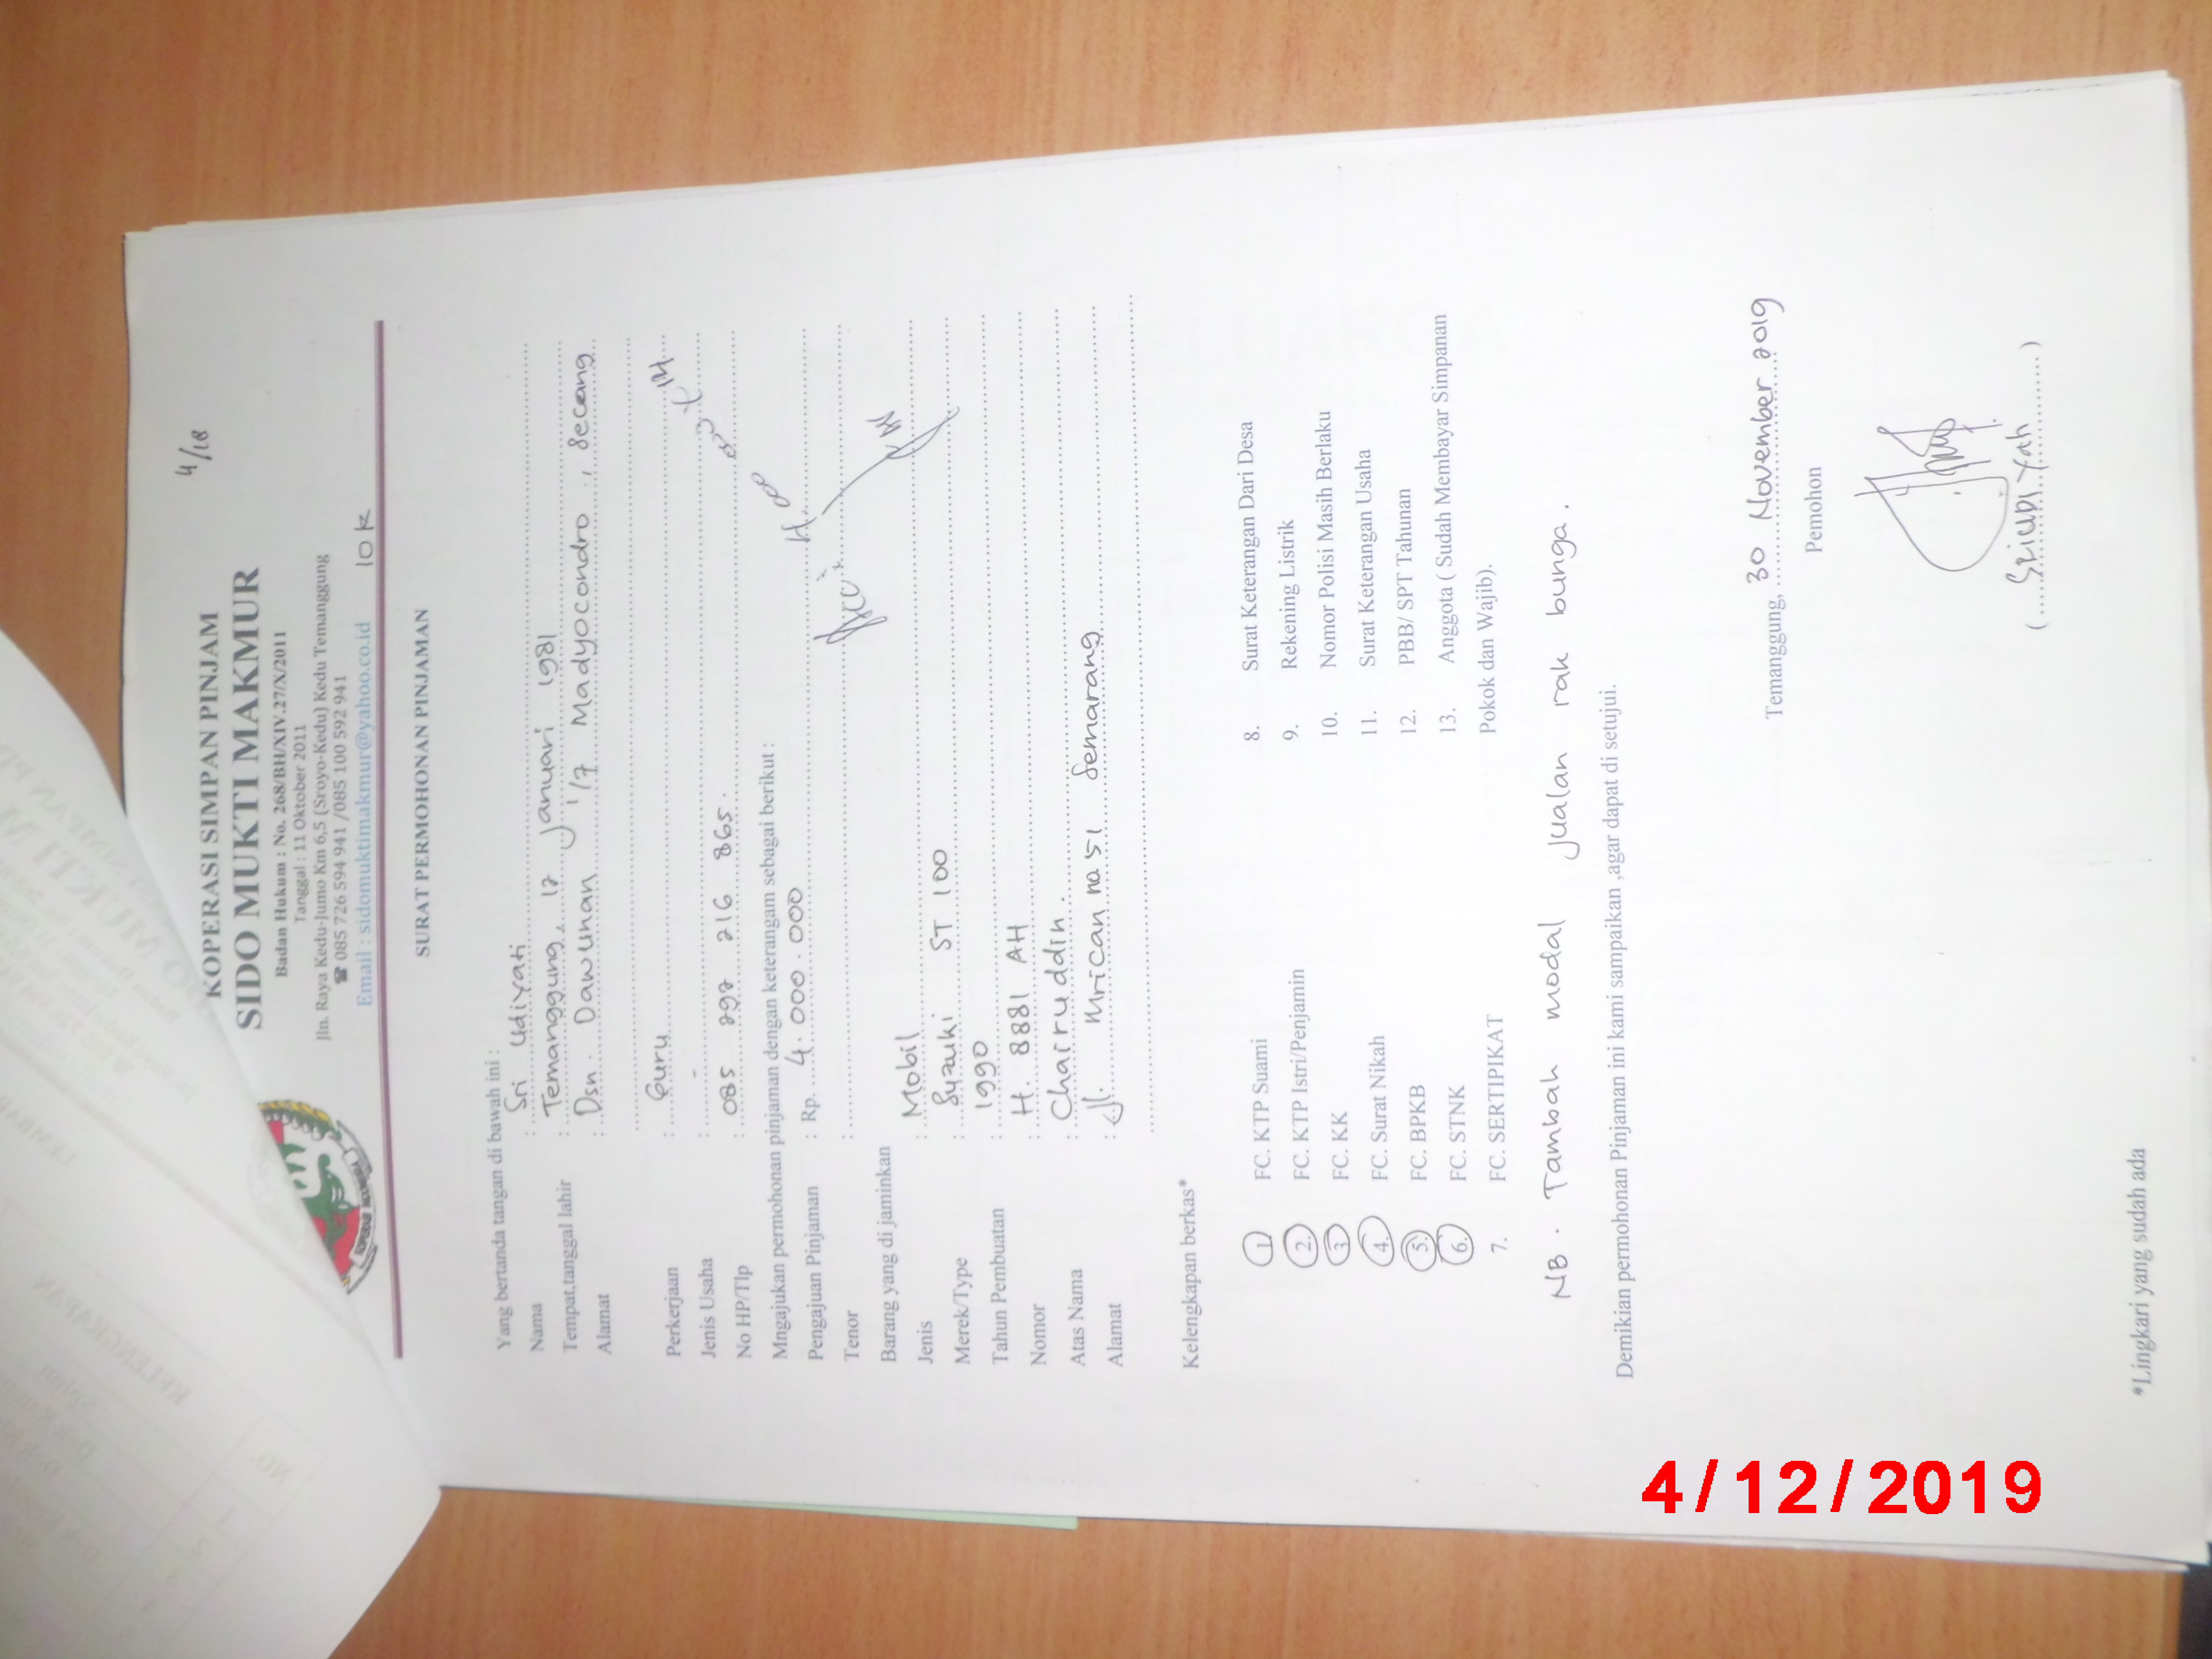 4/12
KOPERASI SIMPAN PINJAM
SIDO MUKTI MAKMUR
Badan Hukum : No. 268/BH/XIV.27/X/2011
Tanggal : 11 Oktober 2011
Jln. Raya Kedu-Jumo Km 6,5 (Sroyo-Kedu) Kedu Temanggung
☎ 085 726 594 941 /085 100 592 941
Email : sidomuktimakmur@yahoo.co.id
10 K
SURAT PERMOHONAN PINJAMAN
Yang bertanda tangan di bawah ini :
Nama : Sri Udiyati
Tempat,tanggal lahir : Temanggung, 12 Januari 1981
Alamat : Dsn. Dawunan 1/7 Madyocondro, Secang
Perkerjaan : Guru
Jenis Usaha :
No HP/Tlp : 085 292 216 865.
Mngajukan permohonan pinjaman dengan keterangam sebagai berikut :
Pengajuan Pinjaman : Rp. 4.000.000
Tenor :
Barang yang di jaminkan
Jenis : Mobil
Merek/Type : Suzuki ST 100
Tahun Pembuatan : 1990
Nomor : H. 8881 AH
Atas Nama : Chairuddin.
Alamat : Jl. Mrican no 51 Semarang
Kelengkapan berkas*
1 FC. KTP Suami 8. Surat Keterangan Dari Desa
2. FC. KTP Istri/Penjamin 9. Rekening Listrik
3 FC. KK 10. Nomor Polisi Masih Berlaku
4. FC. Surat Nikah 11. Surat Keterangan Usaha
5. FC. BPKB 12. PBB/ SPT Tahunan
6. FC. STNK 13. Anggota ( Sudah Membayar Simpanan
7. FC. SERTIPIKAT Pokok dan Wajib).
NB. Tambah modal Jualan rak bunga.
Demikian permohonan Pinjaman ini kami sampaikan ,agar dapat di setujui.
Temanggung, 30 November 2019
Pemohon
*Lingkari yang sudah ada
4/12/2019
KELENGKAPAN
NO.